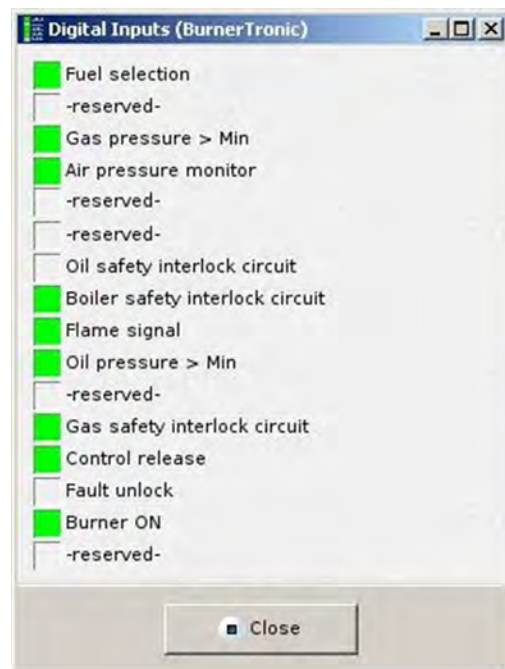 Digital Inputs (BurnerTronic)
Fuel selection
-reserved-
Gas pressure > Min
Air pressure monitor
-reserved-
-reserved-
Oil safety interlock circuit
Boiler safety interlock circuit
Flame signal
Oil pressure > Min
-reserved-
Gas safety interlock circuit
Control release
Fault unlock
Burner ON
-reserved-
Close